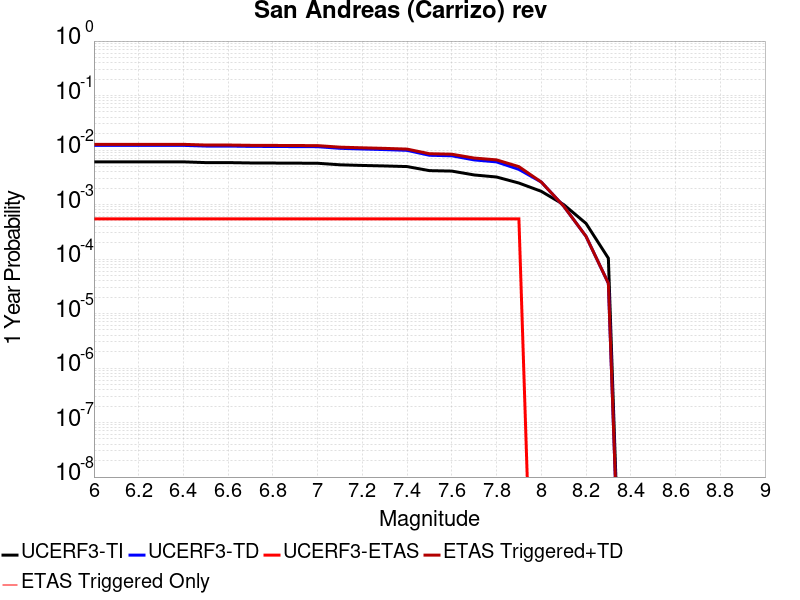 San Andreas (Carrizo) rev
10^0
10^-1
10^-2
10^-3
10^-4
10^-5
10^-6
10^-7
10^-8
1 Year Probability
6 6.2 6.4 6.6 6.8 7 7.2 7.4 7.6 7.8 8 8.2 8.4 8.6 8.8 9
Magnitude
UCERF3-TI UCERF3-TD UCERF3-ETAS ETAS Triggered+TD
ETAS Triggered Only